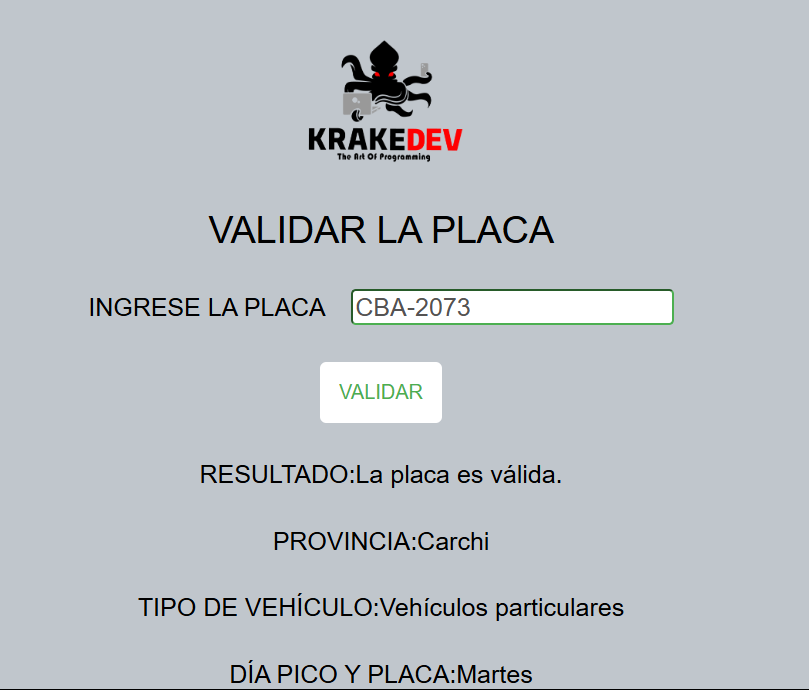 KRAKEDEV
The Art Of Programming
VALIDAR LA PLACA
INGRESE LA PLACA CBA-2073
VALIDAR
RESULTADO:La placa es válida.
PROVINCIA:Carchi
TIPO DE VEHÍCULO:Vehículos particulares
DÍA PICO Y PLACA:Martes